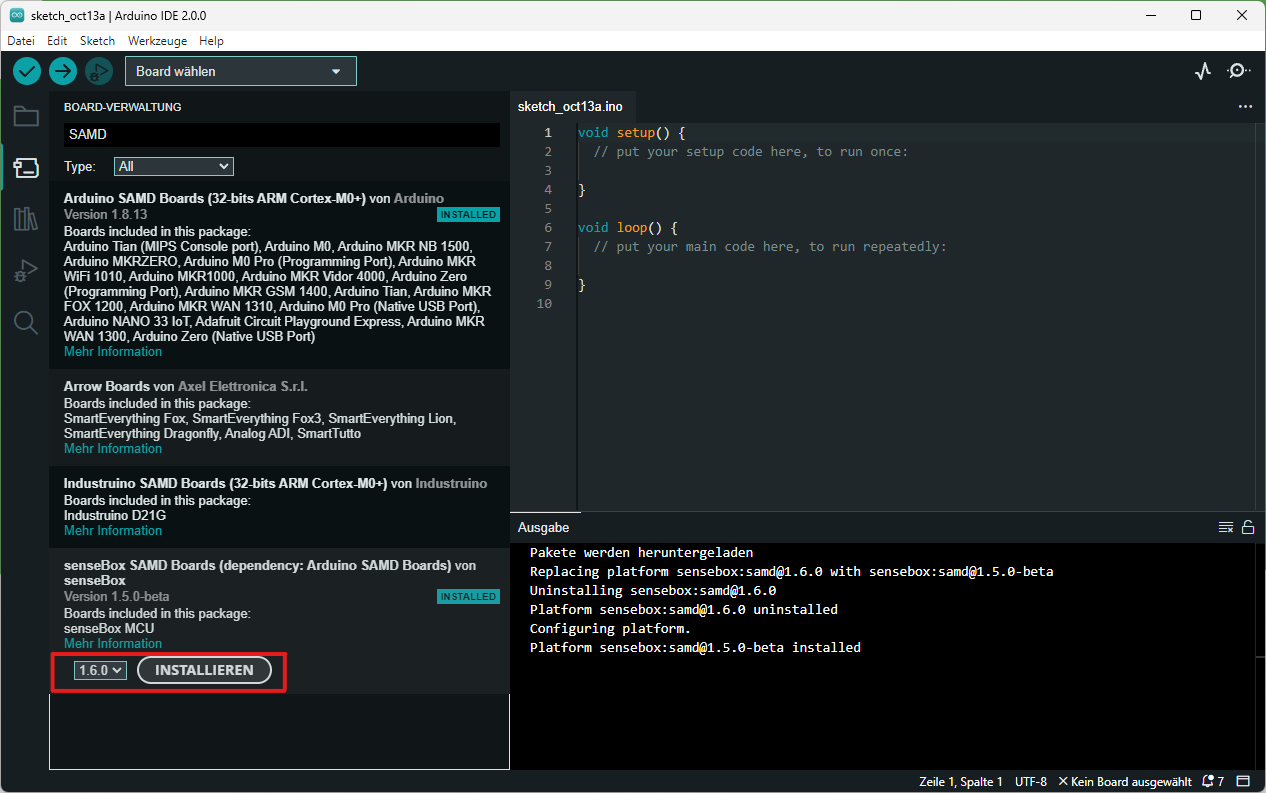 sketch_oct13a | Arduino IDE 2.0.0
Datei Edit Sketch Werkzeuge Help
Board wählen
BOARD-VERWALTUNG
SAMD
Type: All
Arduino SAMD Boards (32-bits ARM Cortex-M0+) von Arduino
Version 1.8.13
INSTALLED
Boards included in this package:
Arduino Tian (MIPS Console port), Arduino M0, Arduino MKR NB 1500,
Arduino MKRZERO, Arduino M0 Pro (Programming Port), Arduino MKR
WiFi 1010, Arduino MKR1000, Arduino MKR Vidor 4000, Arduino Zero
(Programming Port), Arduino MKR GSM 1400, Arduino Tian, Arduino MKR
FOX 1200, Arduino MKR WAN 1310, Arduino M0 Pro (Native USB Port),
Arduino NANO 33 IoT, Adafruit Circuit Playground Express, Arduino MKR
WAN 1300, Arduino Zero (Native USB Port)
Mehr Information
Arrow Boards von Axel Elettronica S.r.l.
Boards included in this package:
SmartEverything Fox, SmartEverything Fox3, SmartEverything Lion,
SmartEverything Dragonfly, Analog ADI, SmartTutto
Mehr Information
Industruino SAMD Boards (32-bits ARM Cortex-M0+) von Industruino
Boards included in this package:
Industruino D21G
Mehr Information
senseBox SAMD Boards (dependency: Arduino SAMD Boards) von
senseBox
Version 1.5.0-beta
INSTALLED
Boards included in this package:
senseBox MCU
Mehr Information
1.6.0 INSTALLIEREN
sketch_oct13a.ino
1 void setup() {
2 // put your setup code here, to run once:
3
4 }
5
6 void loop() {
7 // put your main code here, to run repeatedly:
8
9 }
10
Ausgabe
Pakete werden heruntergeladen
Replacing platform sensebox:samd@1.6.0 with sensebox:samd@1.5.0-beta
Uninstalling sensebox:samd@1.6.0
Platform sensebox:samd@1.6.0 uninstalled
Configuring platform.
Platform sensebox:samd@1.5.0-beta installed
Zeile 1, Spalte 1 UTF-8 Kein Board ausgewählt 7